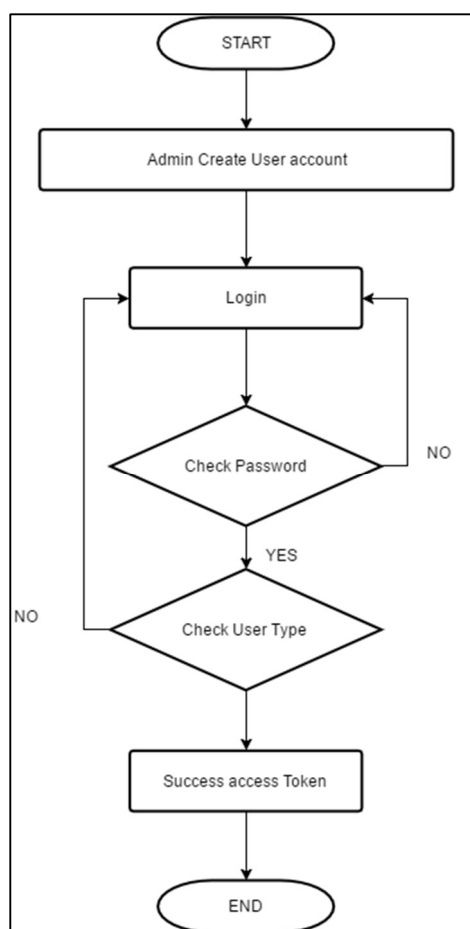 START
Admin Create User account
Login
Check Password
NO
YES
Check User Type
NO
Success access Token
END